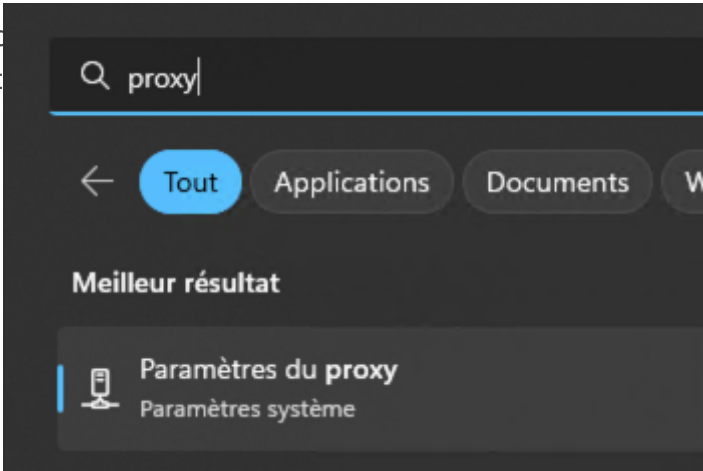 proxy
Tout Applications Documents W
Meilleur résultat
Paramètres du proxy
Paramètres système